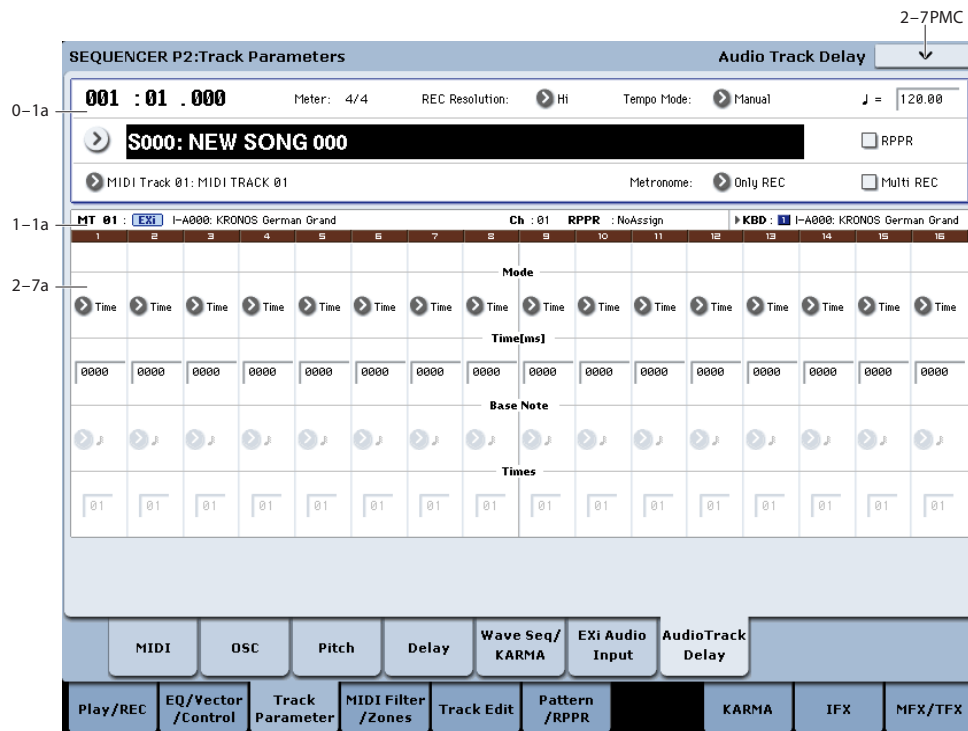 2–7PMC
SEQUENCER P2:Track Parameters Audio Track Delay
0–1a
001 :01 .000 Meter: 4/4 REC Resolution: Hi Tempo Mode: Manual ♩ = 120.00
S000: NEW SONG 000 RPPR
MIDI Track 01: MIDI TRACK 01 Metronome: Only REC Multi REC
1–1a
MT 01 : EXi I-A000: KRONOS German Grand Ch :01 RPPR : NoAssign KBD : 1 I-A000: KRONOS German Grand
1 2 3 4 5 6 7 8 9 10 11 12 13 14 15 16
Mode
2–7a
Time Time Time Time Time Time Time Time Time Time Time Time Time Time Time Time
Time[ms]
0000 0000 0000 0000 0000 0000 0000 0000 0000 0000 0000 0000 0000 0000 0000 0000
Base Note
♪ ♪ ♪ ♪ ♪ ♪ ♪ ♪ ♪ ♪ ♪ ♪ ♪ ♪ ♪ ♪
Times
01 01 01 01 01 01 01 01 01 01 01 01 01 01 01 01
MIDI OSC Pitch Delay Wave Seq/ KARMA EXi Audio Input AudioTrack Delay
Play/REC EQ/Vector /Control Track Parameter MIDI Filter /Zones Track Edit Pattern /RPPR KARMA IFX MFX/TFX